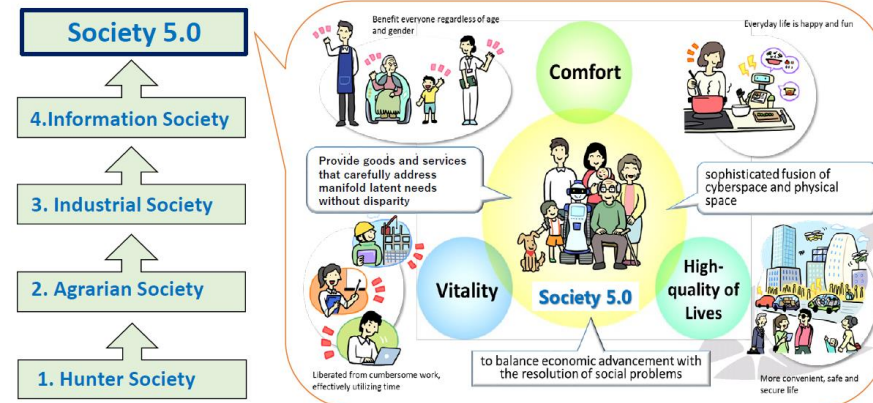 Society 5.0
4.Information Society
3. Industrial Society
2. Agrarian Society
1. Hunter Society
Benefit everyone regardless of age
and gender
Everyday life is happy and fun
Comfort
Provide goods and services
that carefully address
manifold latent needs
without disparity
sophisticated fusion of
cyberspace and physical
space
Vitality
Society 5.0
High-
quality of
Lives
Liberated from cumbersome work,
effectively utilizing time
to balance economic advancement with
the resolution of social problems
More convenient, safe and
secure life